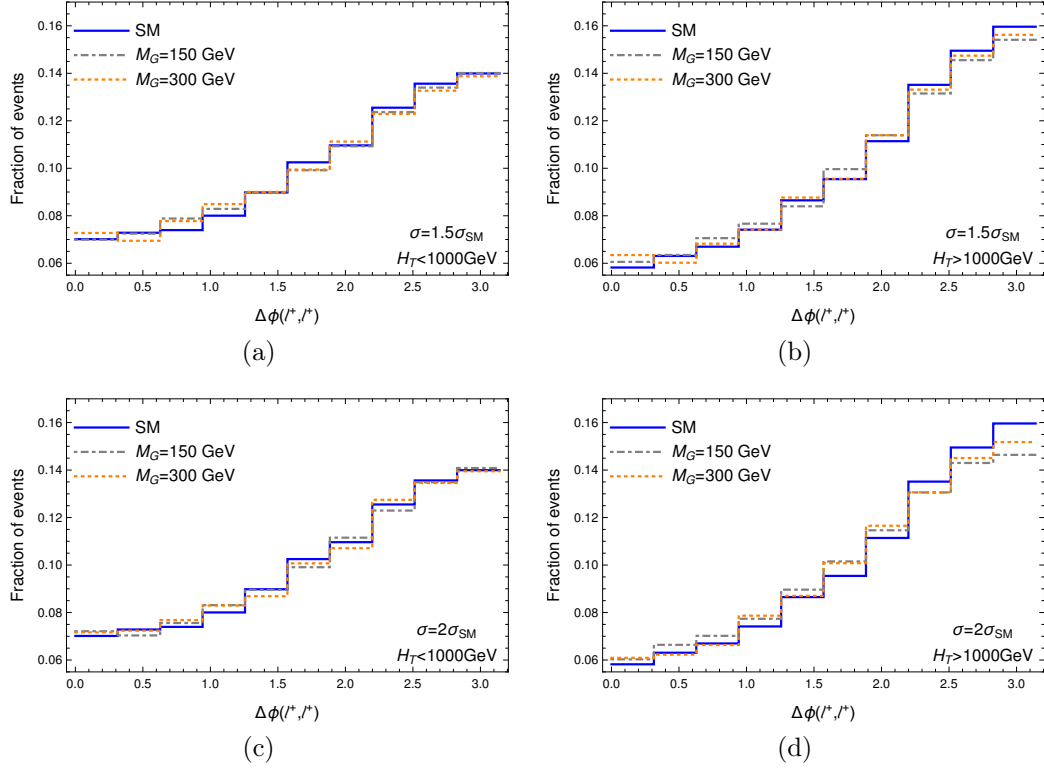 SM
M_G=150 GeV
M_G=300 GeV
σ=1.5σ_SM
H_T<1000GeV
Fraction of events
0.16
0.14
0.12
0.10
0.08
0.06
0.0 0.5 1.0 1.5 2.0 2.5 3.0
Δϕ(l⁺,l⁺)
(a)
SM
M_G=150 GeV
M_G=300 GeV
σ=1.5σ_SM
H_T>1000GeV
Fraction of events
0.16
0.14
0.12
0.10
0.08
0.06
0.0 0.5 1.0 1.5 2.0 2.5 3.0
Δϕ(l⁺,l⁺)
(b)
SM
M_G=150 GeV
M_G=300 GeV
σ=2σ_SM
H_T<1000GeV
Fraction of events
0.16
0.14
0.12
0.10
0.08
0.06
0.0 0.5 1.0 1.5 2.0 2.5 3.0
Δϕ(l⁺,l⁺)
(c)
SM
M_G=150 GeV
M_G=300 GeV
σ=2σ_SM
H_T>1000GeV
Fraction of events
0.16
0.14
0.12
0.10
0.08
0.06
0.0 0.5 1.0 1.5 2.0 2.5 3.0
Δϕ(l⁺,l⁺)
(d)